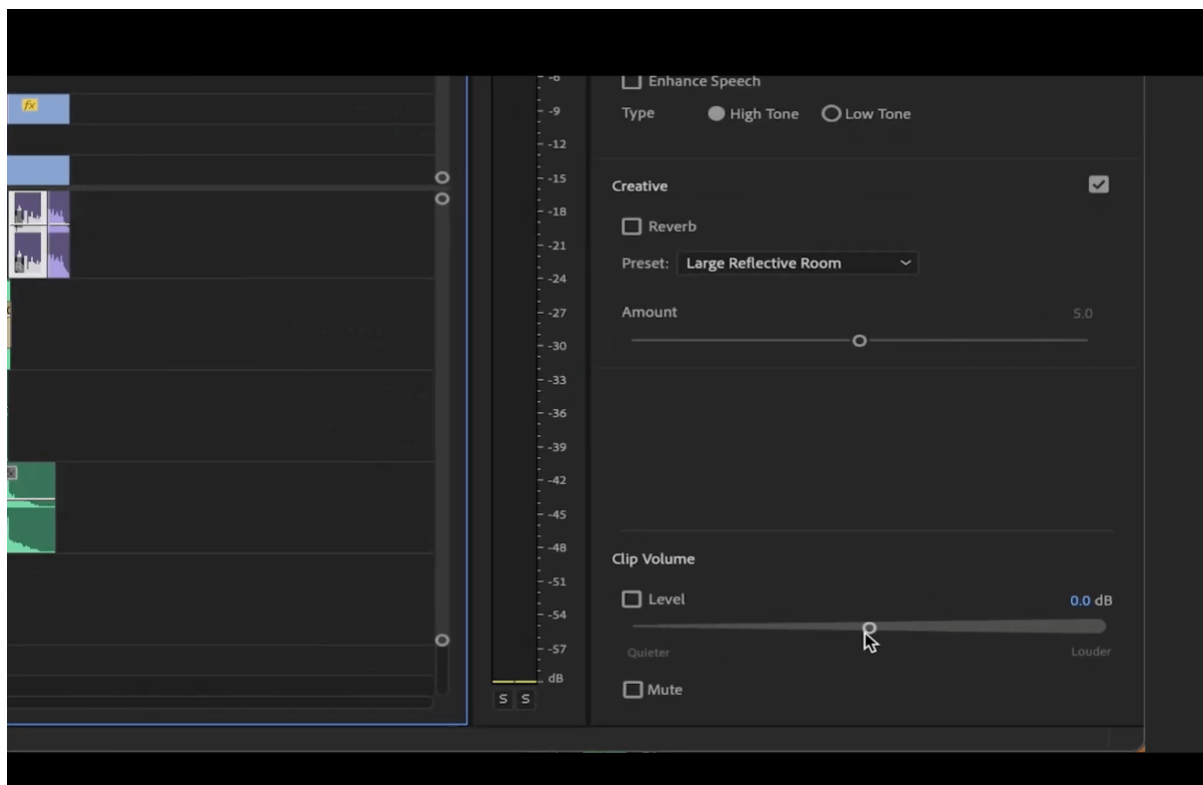 fx
-6
-9
-12
-15
-18
-21
-24
-27
-30
-33
-36
-39
-42
-45
-48
-51
-54
-57
dB
S S
Enhance Speech
Type High Tone Low Tone
Creative
Reverb
Preset: Large Reflective Room
Amount 5.0
Clip Volume
Level 0.0 dB
Quieter Louder
Mute